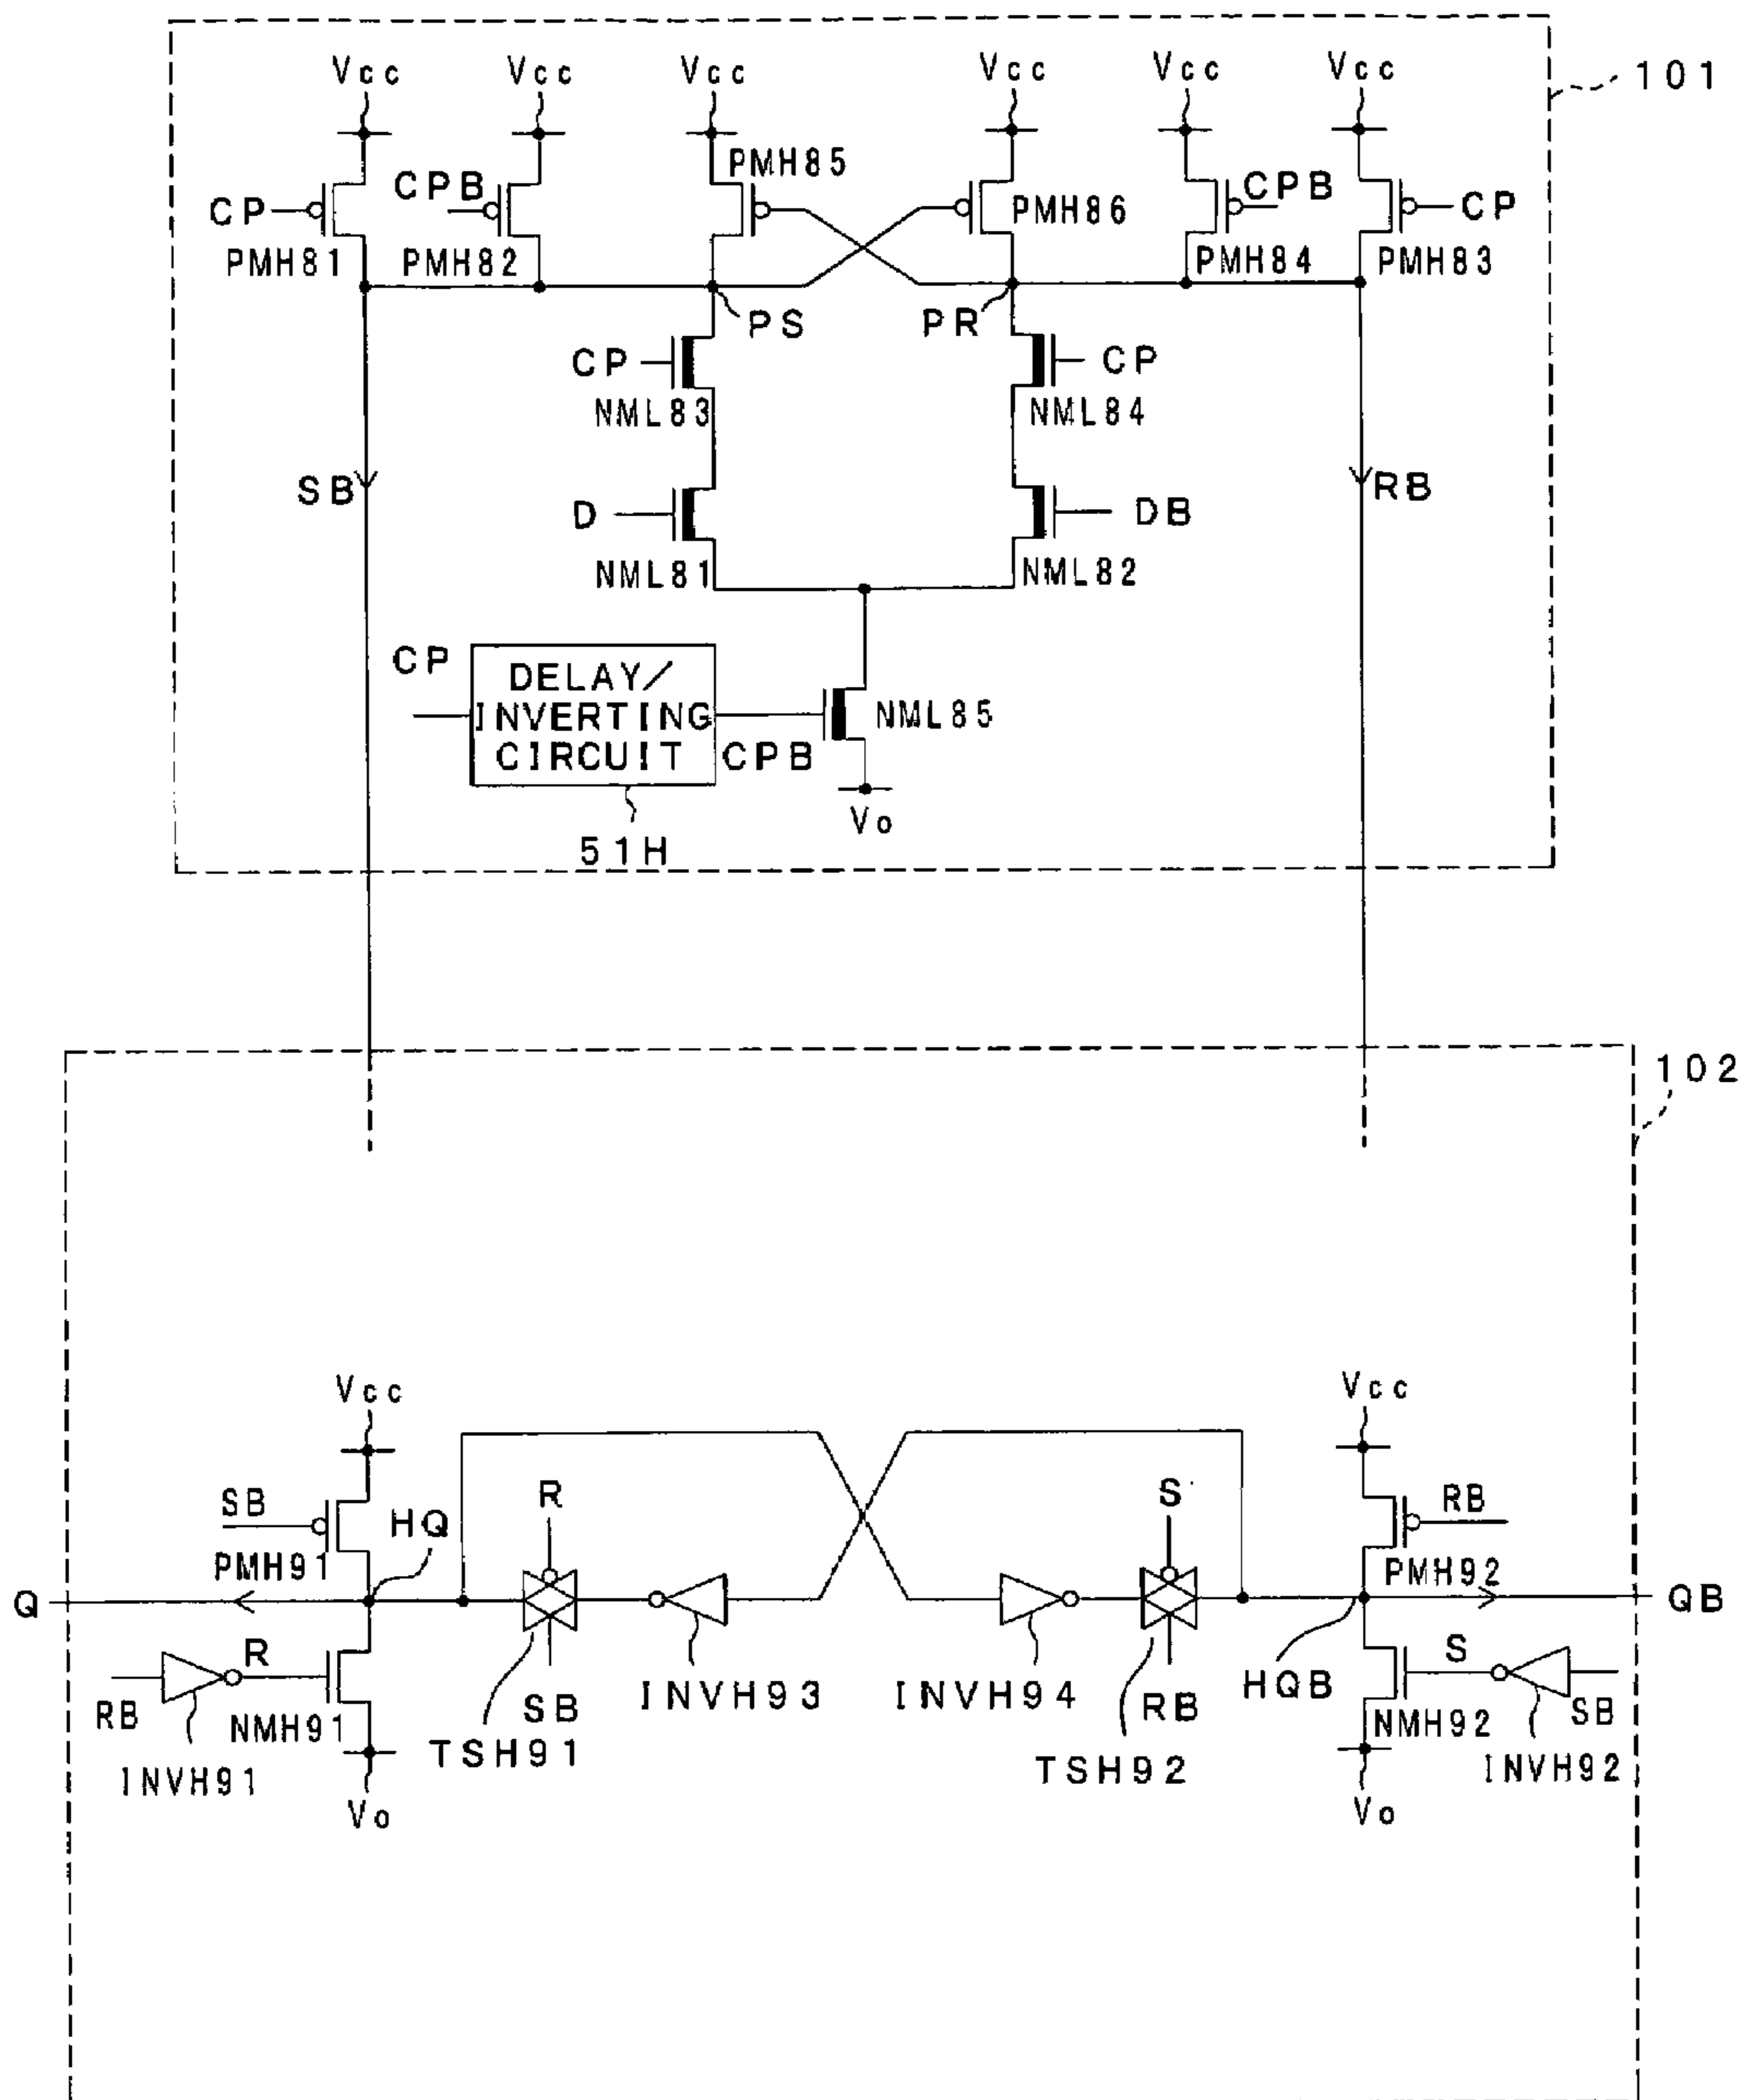 Vcc Vcc Vcc Vcc Vcc Vcc
101
PMH85
CPB CPB
CP PMH86 CP
PMH81 PMH82 PMH84 PMH83
PS PR
CP CP
NML83 NML84
SB RB
D DB
NML81 NML82
CP
DELAY/
INVERTING
CIRCUIT
CPB
NML85
Vo
51H
102
Vcc Vcc
SB HQ R S RB
PMH91 PMH92
Q QB
R S
RB NMH91 SB INVH93 INVH94 RB HQB NMH92 SB
INVH91 TSH91 TSH92 INVH92
Vo Vo